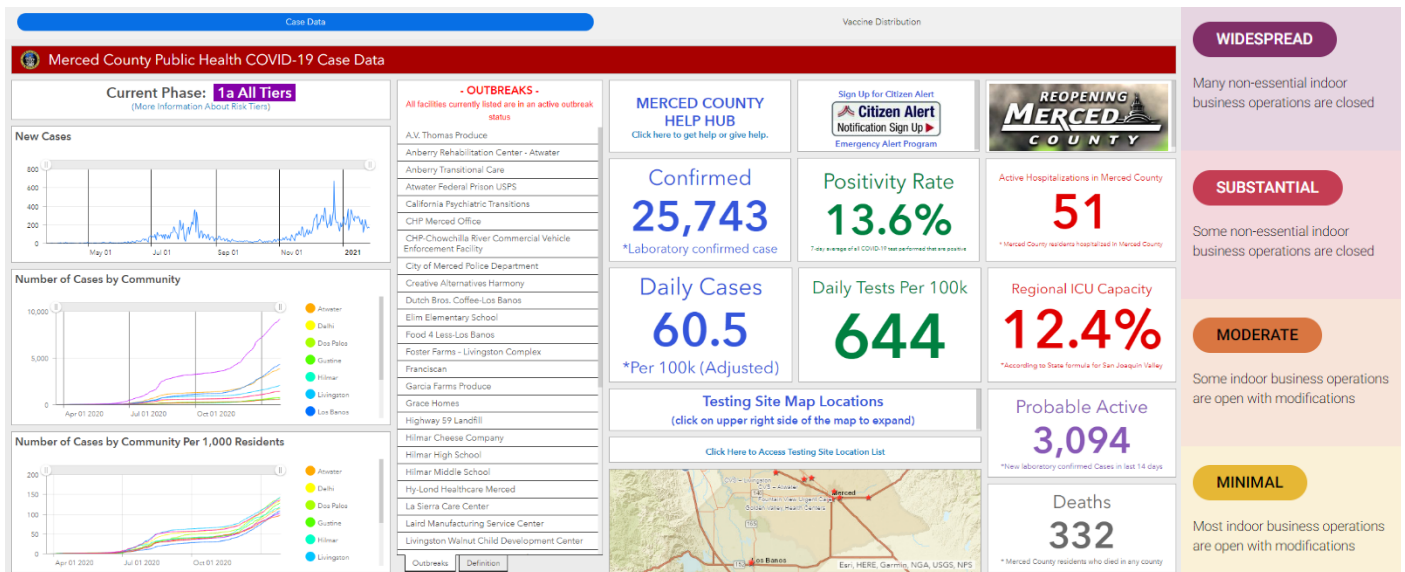 Case Data
Vaccine Distribution
Merced County Public Health COVID-19 Case Data
Current Phase: 1a All Tiers
(More Information About Risk Tiers)
New Cases
800
600
400
200
0
May 01
Jul 01
Sep 01
Nov 01
2021
Number of Cases by Community
10,000
5,000
0
Apr 01 2020
Jul 01 2020
Oct 01 2020
Atwater
Delhi
Dos Palos
Gustine
Hilmar
Livingston
Los Banos
Number of Cases by Community Per 1,000 Residents
200
150
100
50
0
Apr 01 2020
Jul 01 2020
Oct 01 2020
Atwater
Delhi
Dos Palos
Gustine
Hilmar
Livingston
- OUTBREAKS -
All facilities currently listed are in an active outbreak
status
A.V. Thomas Produce
Anberry Rehabilitation Center - Atwater
Anberry Transitional Care
Atwater Federal Prison USPS
California Psychiatric Transitions
CHP Merced Office
CHP-Chowchilla River Commercial Vehicle
Enforcement Facility
City of Merced Police Department
Creative Alternatives Harmony
Dutch Bros. Coffee-Los Banos
Elim Elementary School
Food 4 Less-Los Banos
Foster Farms - Livingston Complex
Franciscan
Garcia Farms Produce
Grace Homes
Highway 59 Landfill
Hilmar Cheese Company
Hilmar High School
Hilmar Middle School
Hy-Lond Healthcare Merced
La Sierra Care Center
Laird Manufacturing Service Center
Livingston Walnut Child Development Center
Outbreaks
Definition
MERCED COUNTY
HELP HUB
Click here to get help or give help.
Sign Up for Citizen Alert
Citizen Alert
Notification Sign Up
Emergency Alert Program
REOPENING
MERCED
COUNTY
Confirmed
25,743
*Laboratory confirmed case
Positivity Rate
13.6%
7-day average of all COVID-19 test performed that are positive
Active Hospitalizations in Merced County
51
* Merced County residents hospitalized in Merced County
Daily Cases
60.5
*Per 100k (Adjusted)
Daily Tests Per 100k
644
Regional ICU Capacity
12.4%
*According to State formula for San Joaquin Valley
Testing Site Map Locations
(click on upper right side of the map to expand)
Click Here to Access Testing Site Location List
CVS - Livingston
CVS - Atwater
Merced
140
Fountain View Urgent Care
Golden Valley Health Centers
165
152
Los Banos
Esri, HERE, Garmin, NGA, USGS, NPS
Probable Active
3,094
*New laboratory confirmed Cases in last 14 days
Deaths
332
* Merced County residents who died in any county
WIDESPREAD
Many non-essential indoor
business operations are closed
SUBSTANTIAL
Some non-essential indoor
business operations are closed
MODERATE
Some indoor business operations
are open with modifications
MINIMAL
Most indoor business operations
are open with modifications